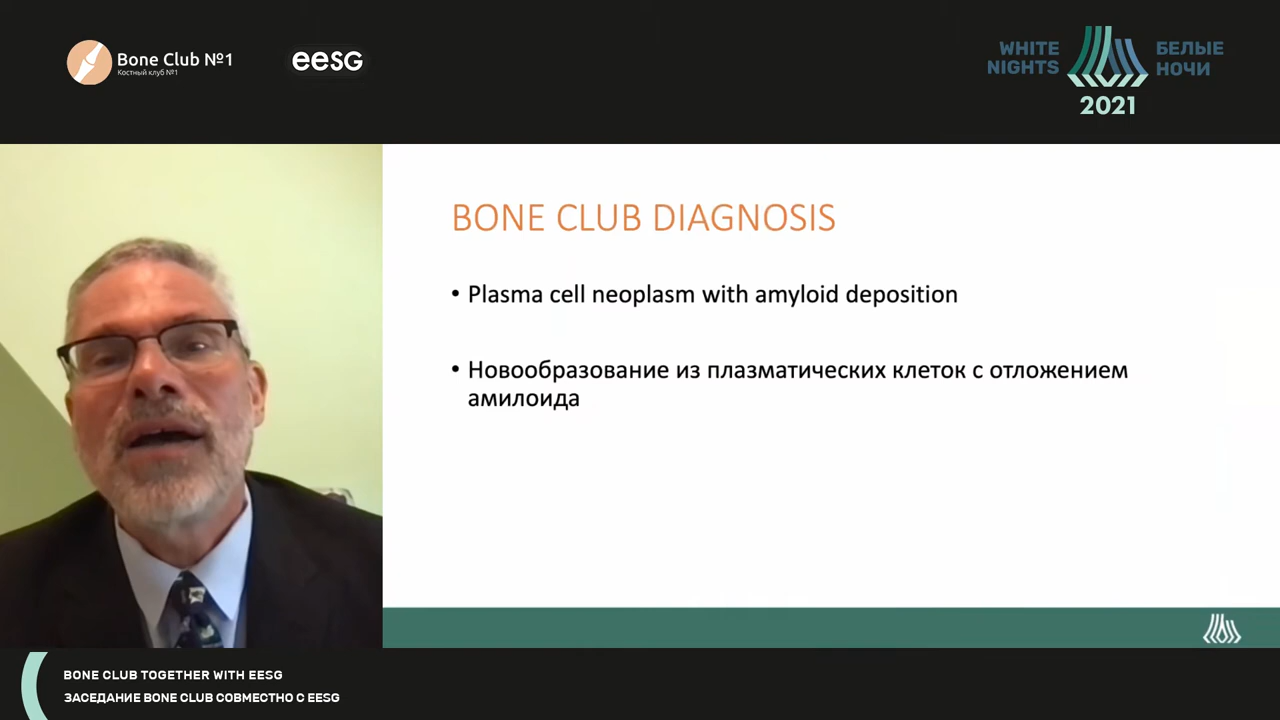 Bone Club №1
Костный клуб №1
eesg
WHITE NIGHTS
БЕЛЫЕ НОЧИ
2021
BONE CLUB DIAGNOSIS
• Plasma cell neoplasm with amyloid deposition
• Новообразование из плазматических клеток с отложением
амилоида
BONE CLUB TOGETHER WITH EESG
ЗАСЕДАНИЕ BONE CLUB СОВМЕСТНО С EESG